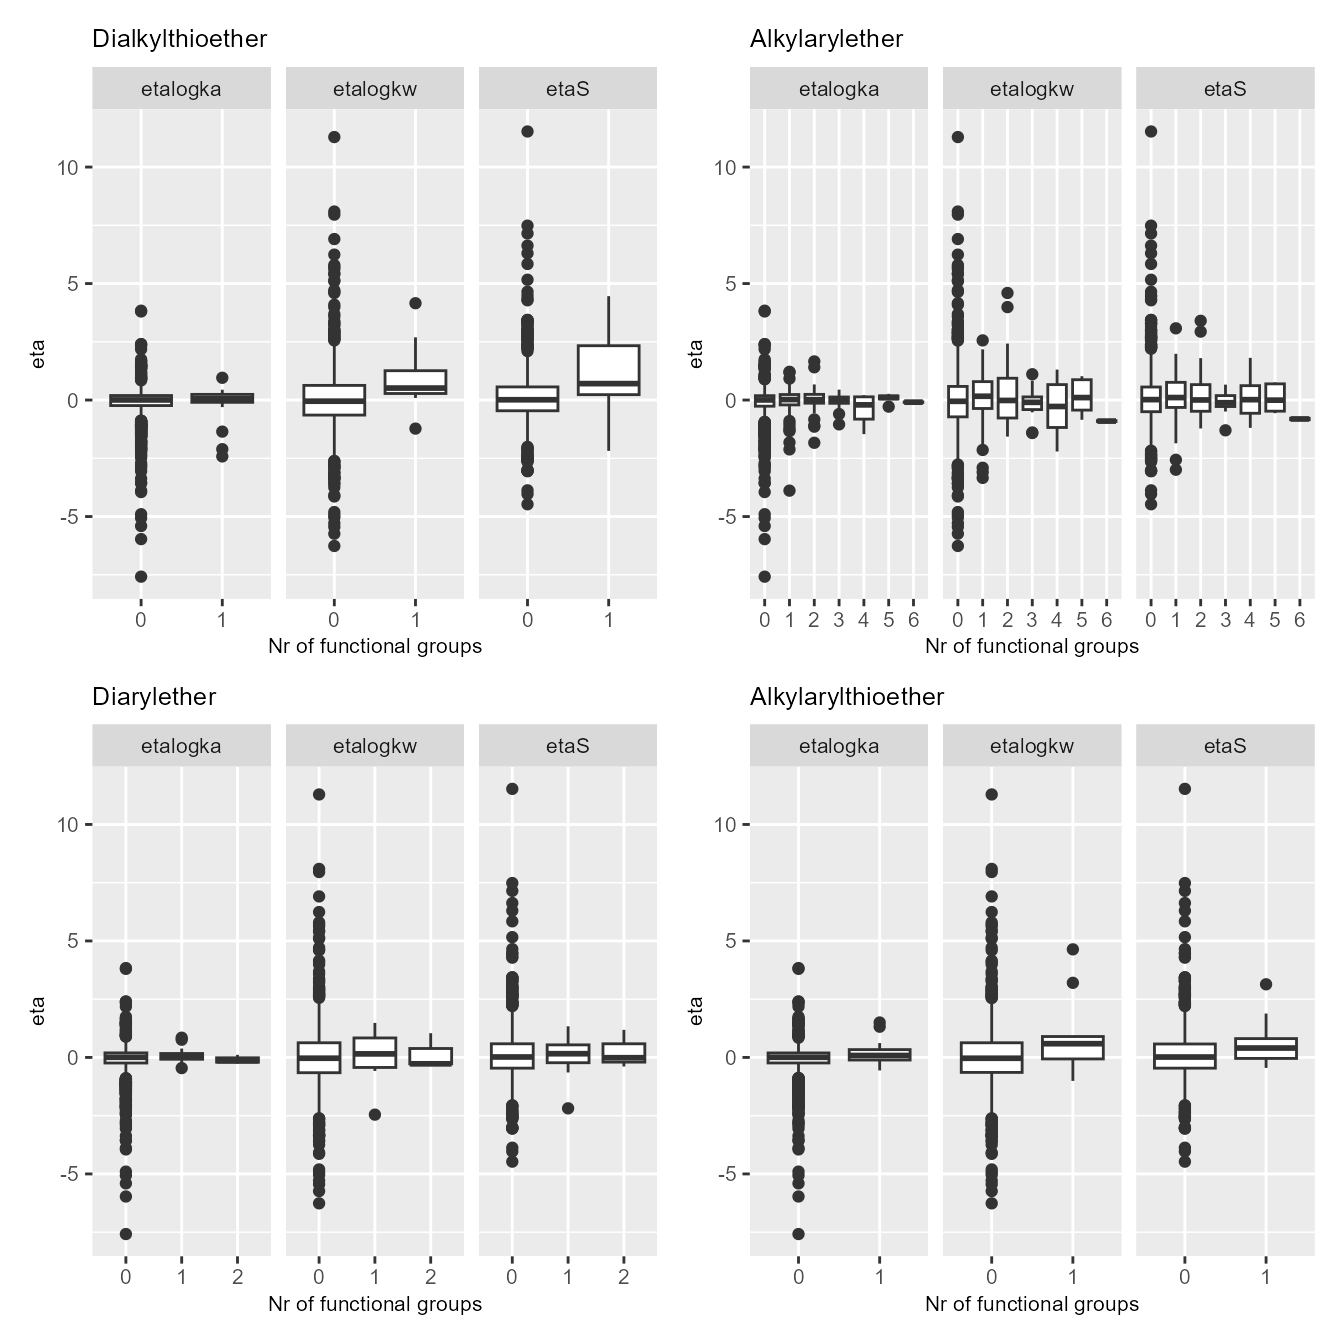 Dialkylthioether
etalogka etalogkw etaS
10
5
0
-5
eta
0 1 0 1 0 1
Nr of functional groups
Alkylarylether
etalogka etalogkw etaS
10
5
0
-5
eta
0 1 2 3 4 5 6 0 1 2 3 4 5 6 0 1 2 3 4 5 6
Nr of functional groups
Diarylether
etalogka etalogkw etaS
10
5
0
-5
eta
0 1 2 0 1 2 0 1 2
Nr of functional groups
Alkylarylthioether
etalogka etalogkw etaS
10
5
0
-5
eta
0 1 0 1 0 1
Nr of functional groups